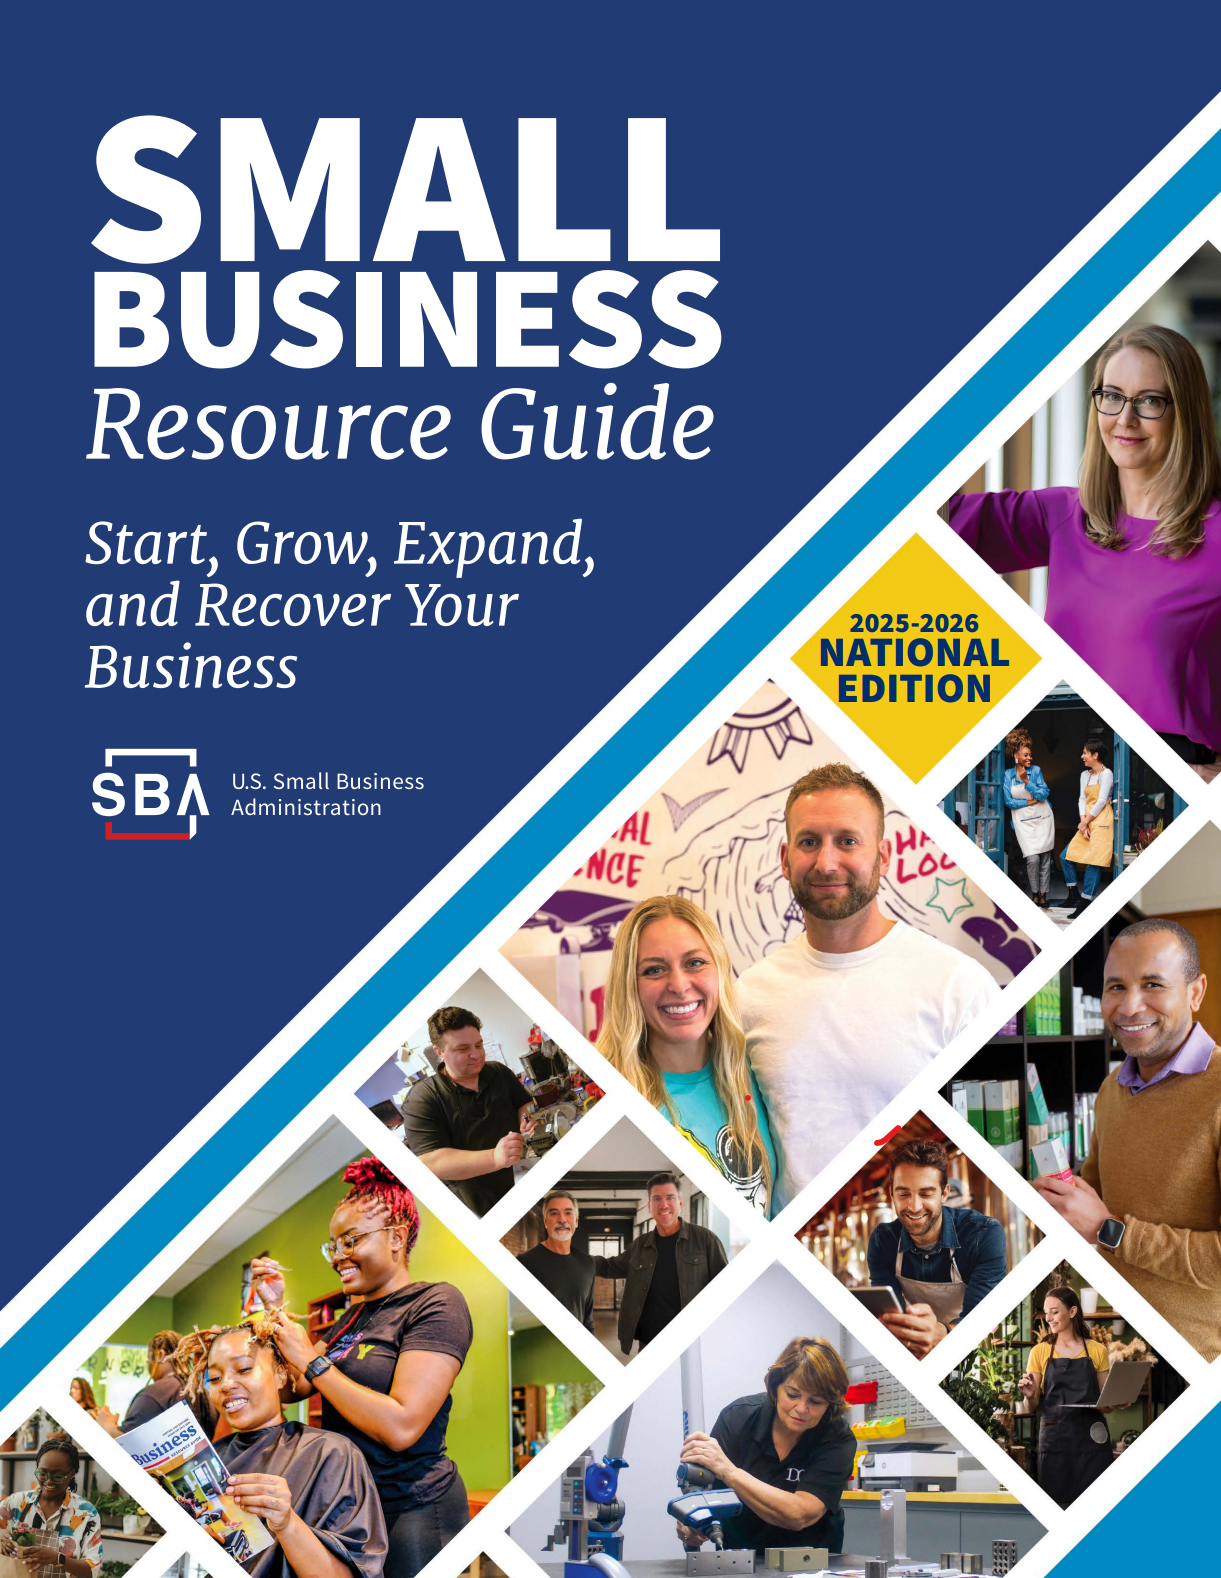 SMALL
BUSINESS
Resource Guide
Start, Grow, Expand,
and Recover Your
Business
SBA
U.S. Small Business
Administration
2025-2026
NATIONAL
EDITION
Business